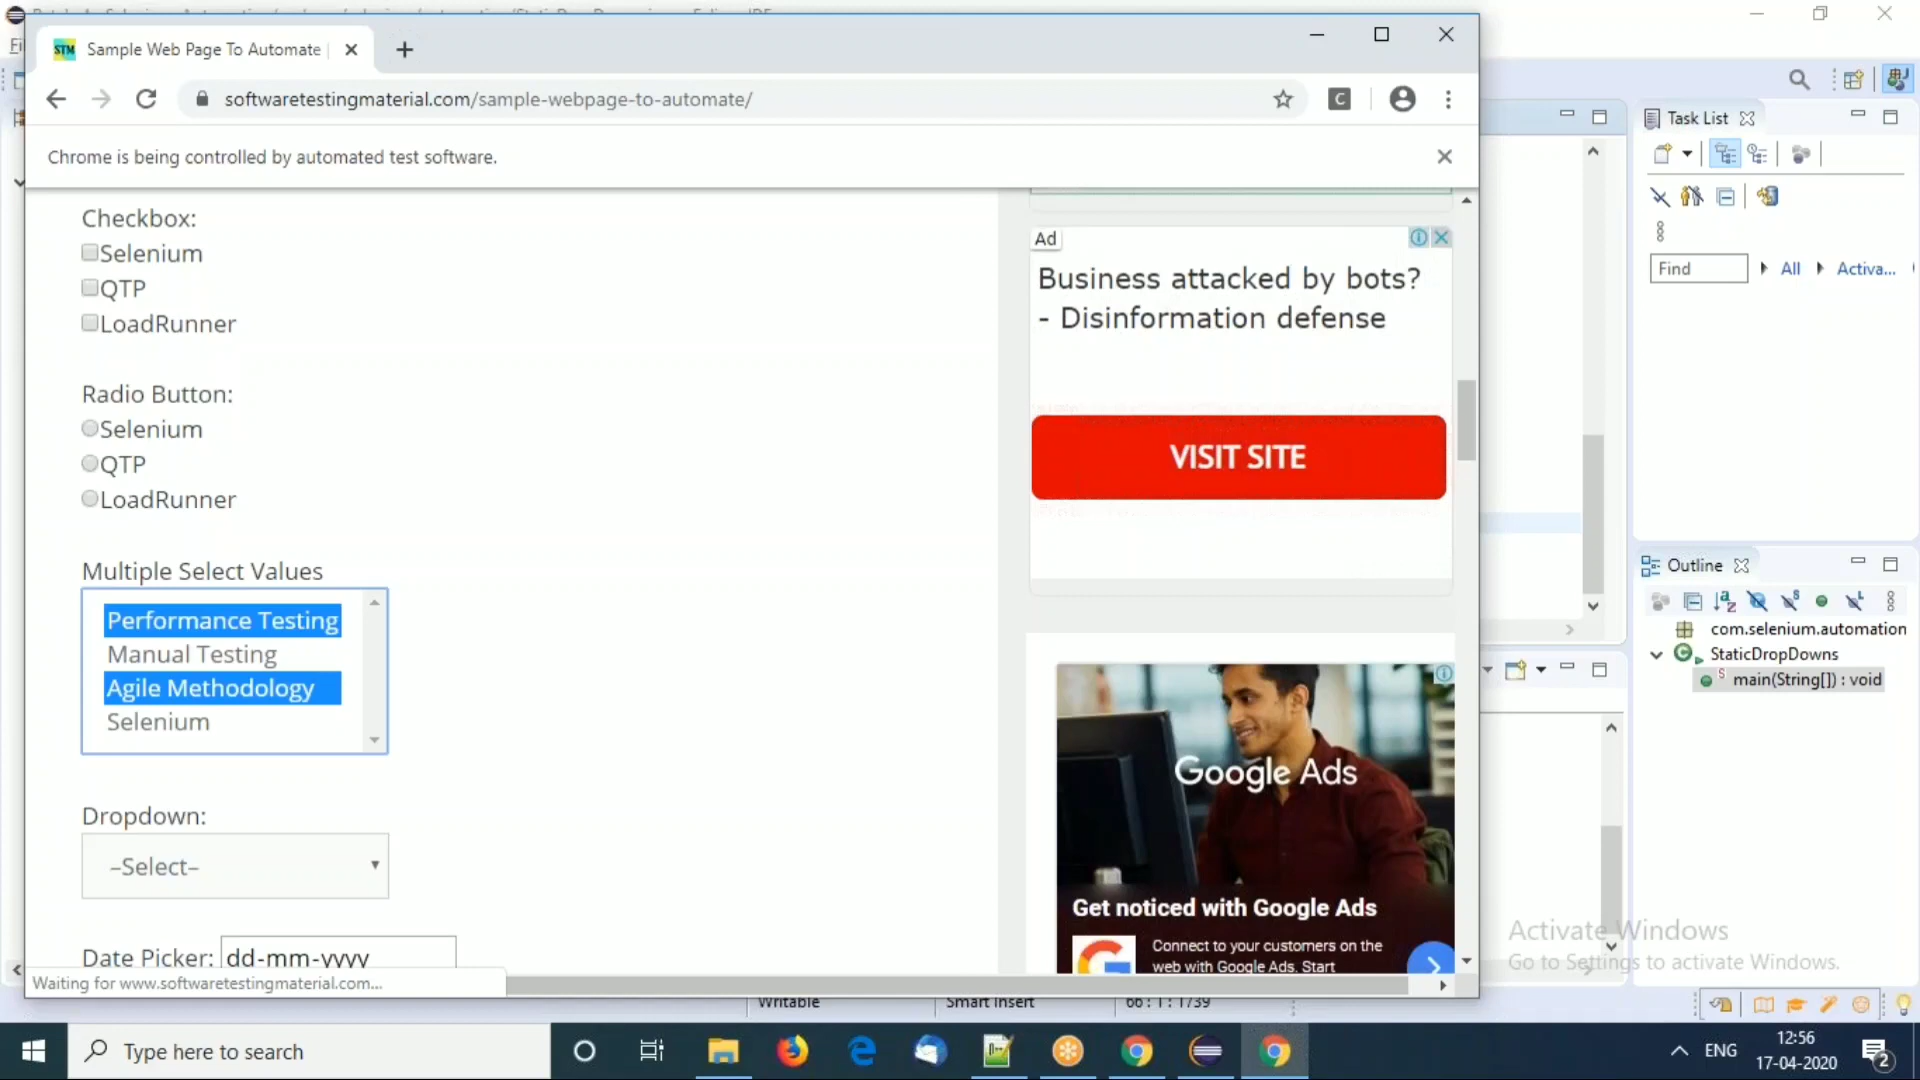 Sample Web Page To Automate |
softwaretestingmaterial.com/sample-webpage-to-automate/
Chrome is being controlled by automated test software.
Checkbox:
Selenium
QTP
LoadRunner
Radio Button:
Selenium
QTP
LoadRunner
Multiple Select Values
Performance Testing
Manual Testing
Agile Methodology
Selenium
Dropdown:
–Select–
Date Picker: dd-mm-yyyy
Waiting for www.softwaretestingmaterial.com...
Ad
Business attacked by bots?
- Disinformation defense
VISIT SITE
Google Ads
Get noticed with Google Ads
Connect to your customers on the
web with Google Ads. Start
Task List
Find
All
Activa...
Outline
com.selenium.automation
StaticDropDowns
main(String[]) : void
Activate Windows
Go to Settings to activate Windows.
Writable
Smart Insert
66 : 1 : 1739
Type here to search
ENG
12:56
17-04-2020
2